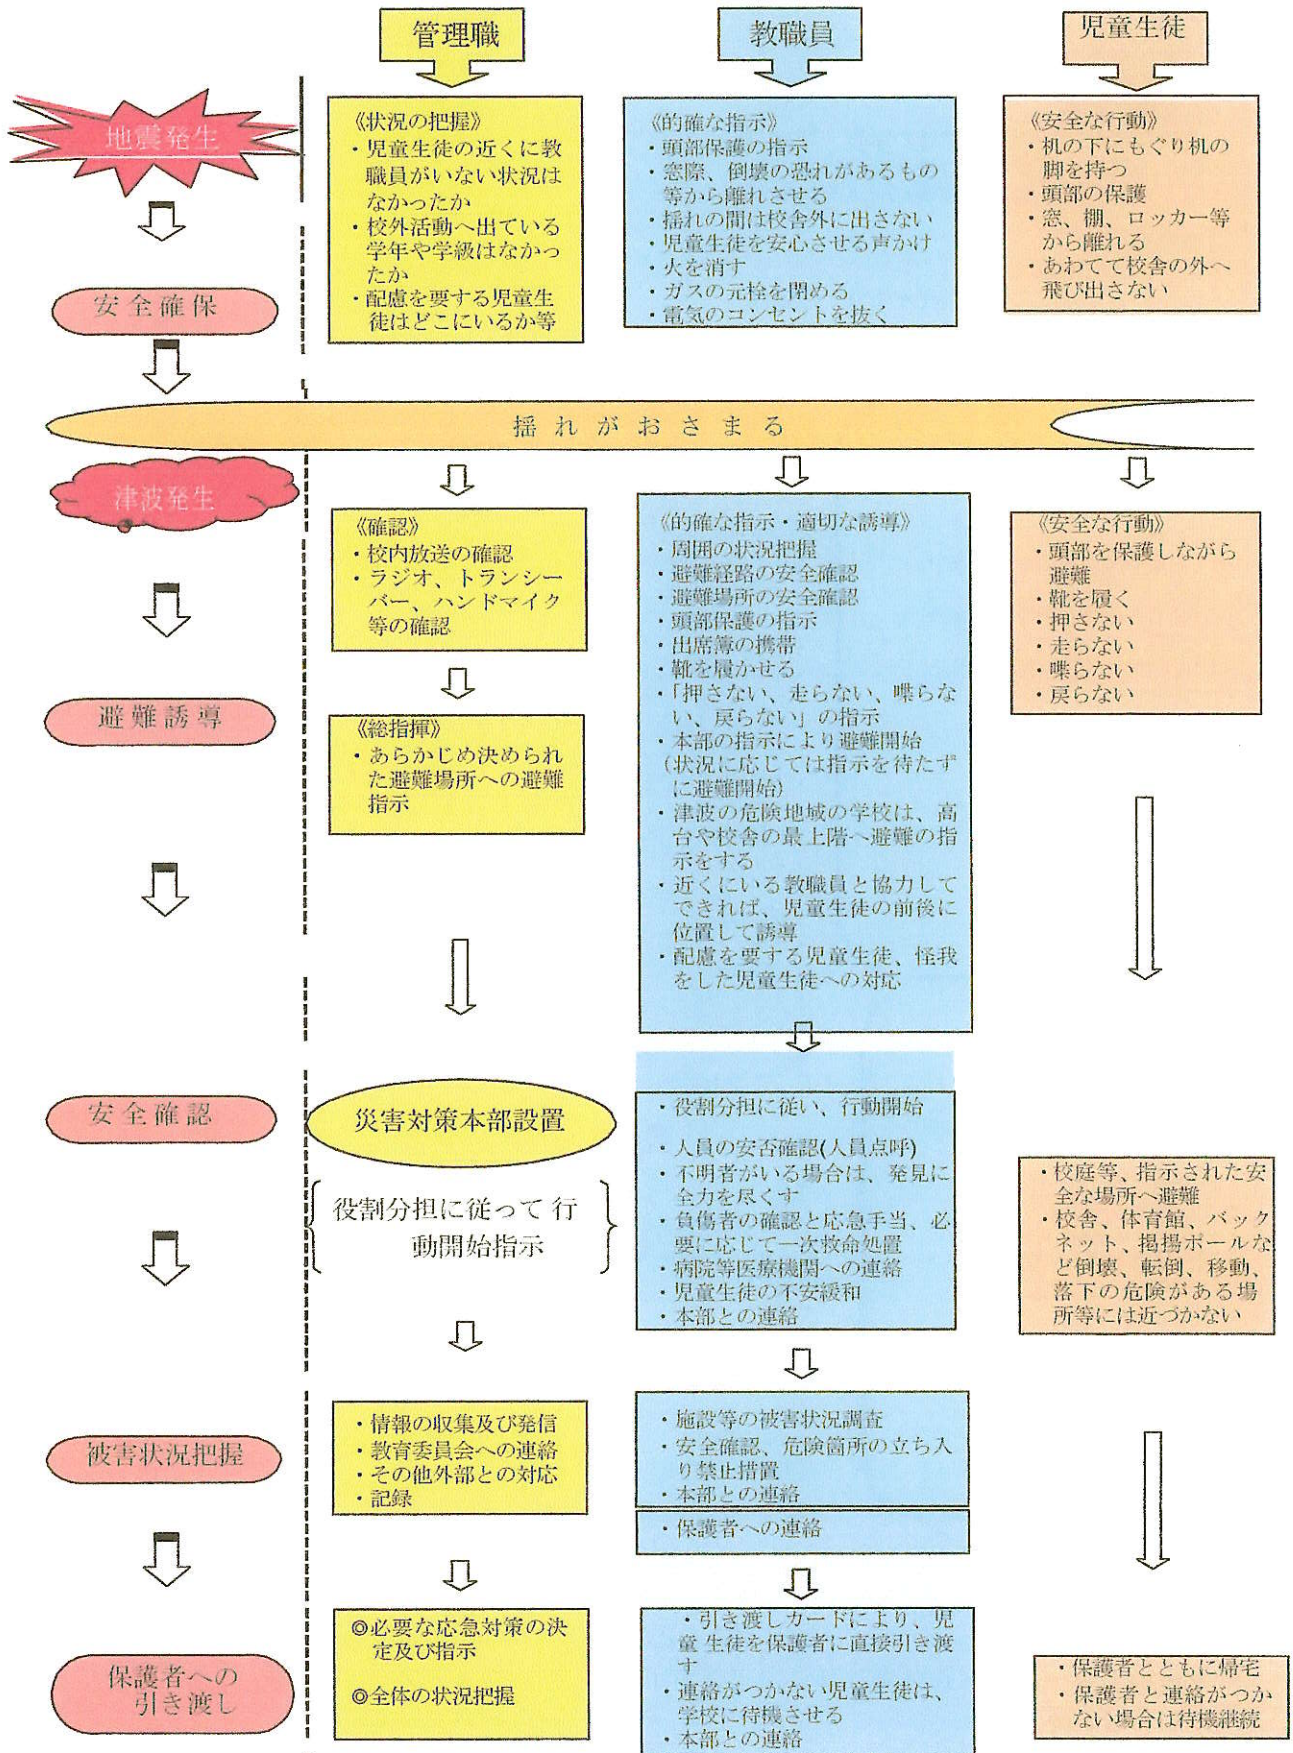 管理職
教職員
児童生徒
地震発生
《状況の把握》
・児童生徒の近くに教
職員がいない状況は
なかったか
・校外活動へ出ている
学年や学級はなかっ
たか
・配慮を要する児童生
徒はどこにいるか等
《的確な指示》
・頭部保護の指示
・窓際、倒壊の恐れがあるもの
等から離れさせる
・揺れの間は校舎外に出さない
・児童生徒を安心させる声かけ
・火を消す
・ガスの元栓を閉める
・電気のコンセントを抜く
《安全な行動》
・机の下にもぐり机の
脚を持つ
・頭部の保護
・窓、棚、ロッカー等
から離れる
・あわてて校舎の外へ
飛び出さない
安全確保
揺れがおさまる
津波発生
《確認》
・校内放送の確認
・ラジオ、トランシー
バー、ハンドマイク
等の確認
《総指揮》
・あらかじめ決められ
た避難場所への避難
指示
《的確な指示・適切な誘導》
・周囲の状況把握
・避難経路の安全確認
・避難場所の安全確認
・頭部保護の指示
・出席簿の携帯
・靴を履かせる
・「押さない、走らない、喋らな
い、戻らない」の指示
・本部の指示により避難開始
(状況に応じては指示を待たず
に避難開始)
・津波の危険地域の学校は、高
台や校舎の最上階へ避難の指
示をする
・近くにいる教職員と協力して
できれば、児童生徒の前後に
位置して誘導
・配慮を要する児童生徒、怪我
をした児童生徒への対応
《安全な行動》
・頭部を保護しながら
避難
・靴を履く
・押さない
・走らない
・喋らない
・戻らない
避難誘導
安全確認
災害対策本部設置
役割分担に従って 行
動開始指示
・役割分担に従い、行動開始
・人員の安否確認(人員点呼)
・不明者がいる場合は、発見に
全力を尽くす
・負傷者の確認と応急手当、必
要に応じて一次救命処置
・病院等医療機関への連絡
・児童生徒の不安緩和
・本部との連絡
・校庭等、指示された安
全な場所へ避難
・校舎、体育館、バック
ネット、掲揚ポールな
ど倒壊、転倒、移動、
落下の危険がある場
所等には近づかない
被害状況把握
・情報の収集及び発信
・教育委員会への連絡
・その他外部との対応
・記録
・施設等の被害状況調査
・安全確認、危険箇所の立ち入
り禁止措置
・本部との連絡
・保護者への連絡
保護者への
引き渡し
◎必要な応急対策の決
定及び指示
◎全体の状況把握
・引き渡しカードにより、児
童 生徒を保護者に直接引き渡
す
・連絡がつかない児童生徒は、
学校に待機させる
・本部との連絡
・保護者とともに帰宅
・保護者と連絡がつか
ない場合は待機継続